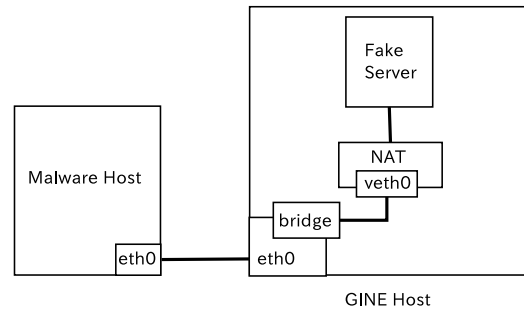 Fake
Server
NAT
veth0
Malware Host
bridge
eth0
eth0
GINE Host